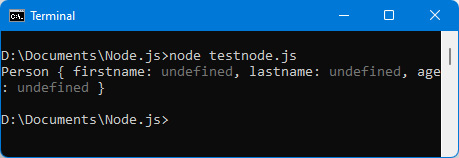 Terminal
D:\Documents\Node.js>node testnode.js
Person { firstname: undefined, lastname: undefined, age
: undefined }
D:\Documents\Node.js>